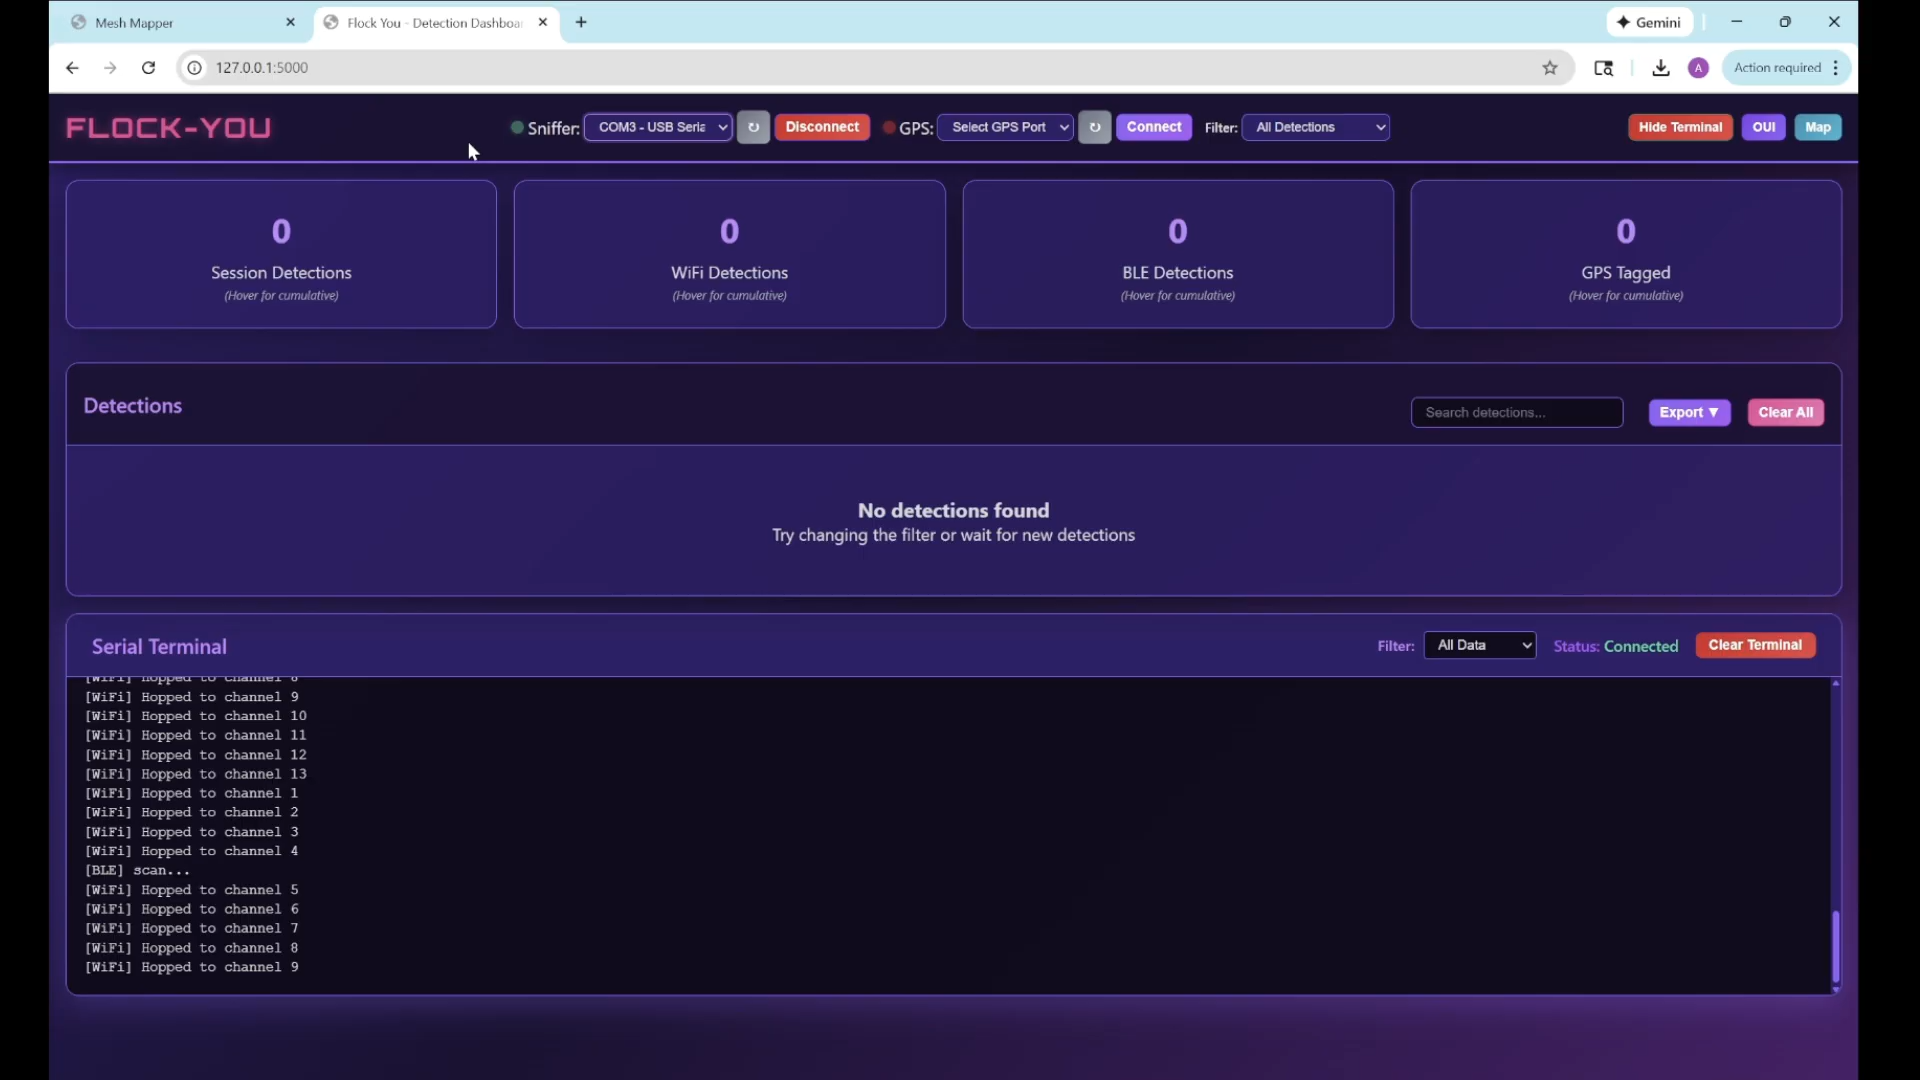 Mesh Mapper
Flock You - Detection Dashboar
Gemini
127.0.0.1:5000
A
Action required
FLOCK-YOU
Sniffer:
COM3 - USB Seria
Disconnect
GPS:
Select GPS Port
Connect
Filter:
All Detections
Hide Terminal
OUI
Map
0
Session Detections
(Hover for cumulative)
0
WiFi Detections
(Hover for cumulative)
0
BLE Detections
(Hover for cumulative)
0
GPS Tagged
(Hover for cumulative)
Detections
Search detections...
Export ▼
Clear All
No detections found
Try changing the filter or wait for new detections
Serial Terminal
Filter:
All Data
Status: Connected
Clear Terminal
[WiFi] Hopped to channel 8
[WiFi] Hopped to channel 9
[WiFi] Hopped to channel 10
[WiFi] Hopped to channel 11
[WiFi] Hopped to channel 12
[WiFi] Hopped to channel 13
[WiFi] Hopped to channel 1
[WiFi] Hopped to channel 2
[WiFi] Hopped to channel 3
[WiFi] Hopped to channel 4
[BLE] scan...
[WiFi] Hopped to channel 5
[WiFi] Hopped to channel 6
[WiFi] Hopped to channel 7
[WiFi] Hopped to channel 8
[WiFi] Hopped to channel 9